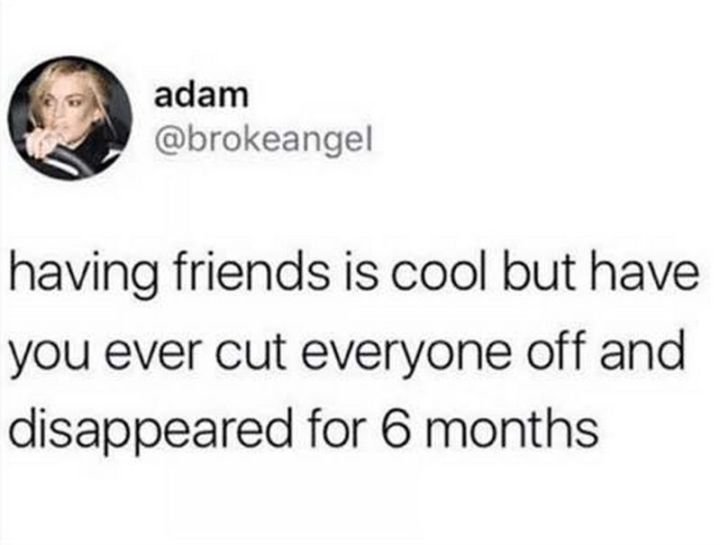 adam
@brokeangel
having friends is cool but have
you ever cut everyone off and
disappeared for 6 months